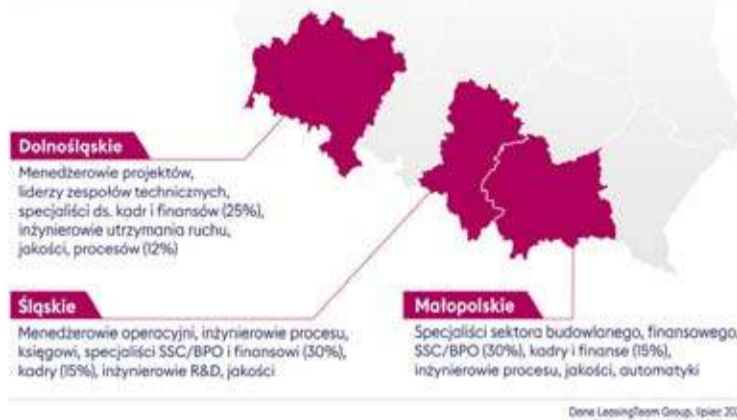 Dolnośląskie
Menedżerowie projektów,
liderzy zespołów technicznych,
specjaliści ds. kadr i finansów (25%),
inżynierowie utrzymania ruchu,
jakości, procesów (12%)
Śląskie
Menedżerowie operacyjni, inżynierowie procesu,
księgowi, specjaliści SSC/BPO i finansowi (30%),
kadry (15%), inżynierowie R&D, jakości
Małopolskie
Specjaliści sektora budowlanego, finansowego,
SSC/BPO (30%), kadry i finanse (15%),
inżynierowie procesu, jakości, automatyki
Dane LeasingTeam Group, lipiec